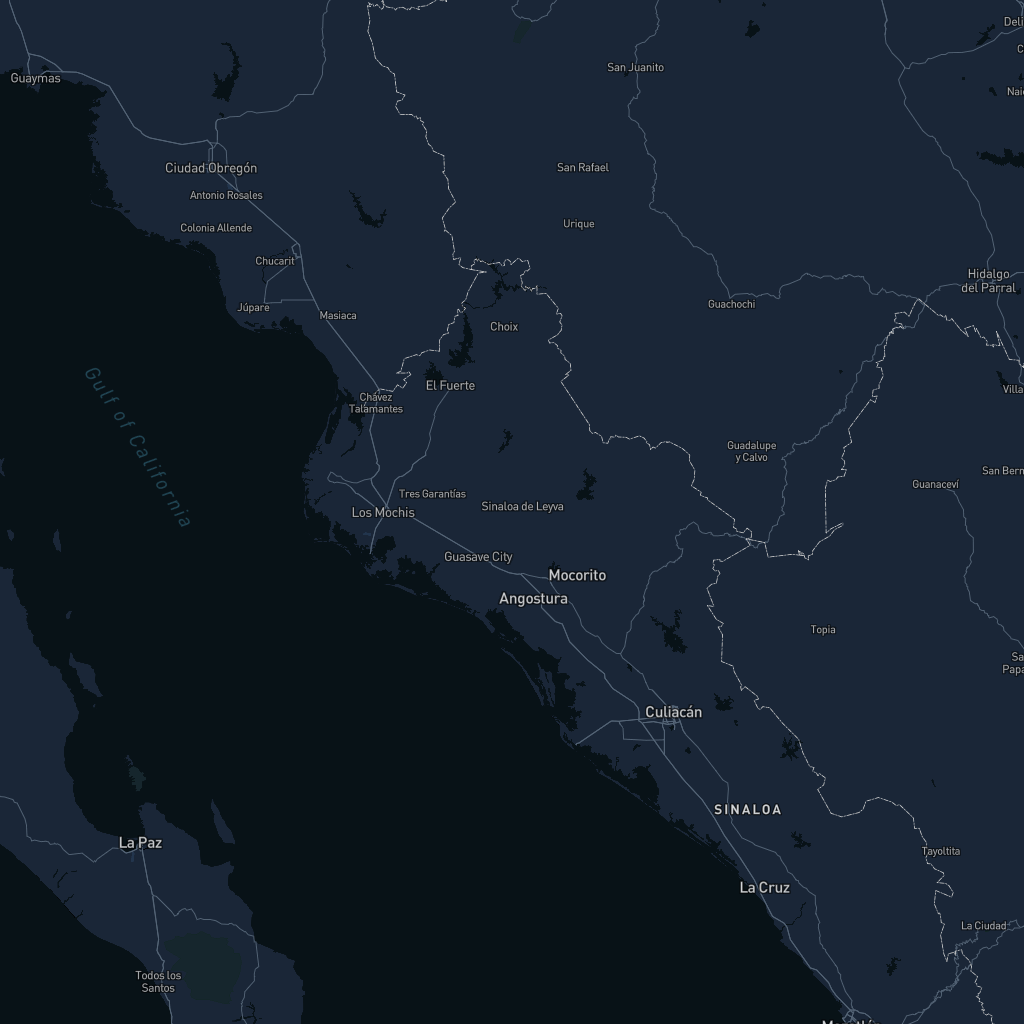 Deli
San Juanito
C
Guaymas
Nai
Ciudad Obregón
San Rafael
Antonio Rosales
Urique
Colonia Allende
Chucarit
Hidalgo
del Parral
Guachochi
Júpare
Masiaca
Choix
Gulf of California
El Fuerte
Villa
Chávez
Talamantes
Guadalupe
y Calvo
San Bern
Guanaceví
Tres Garantías
Sinaloa de Leyva
Los Mochis
Guasave City
Mocorito
Angostura
Topia
Sa
Papa
Culiacán
SINALOA
La Paz
Tayoltita
La Cruz
La Ciudad
Todos los
Santos